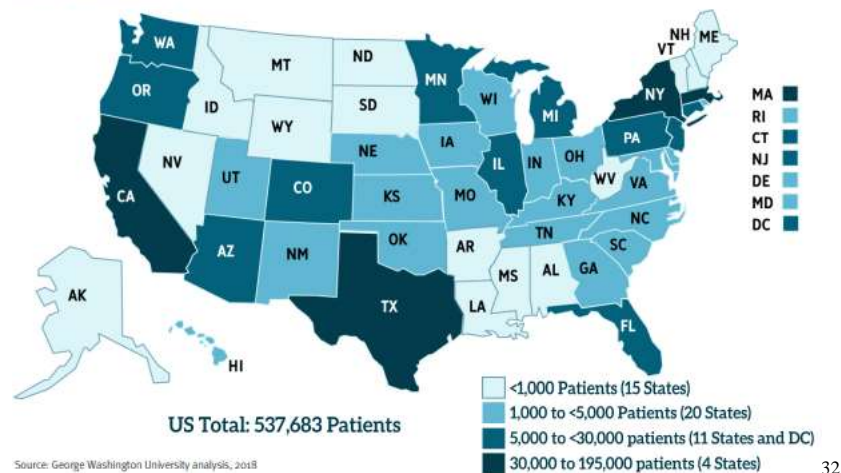 NH
ME
VT
WA
MT
ND
MN
OR
ID
SD
WI
NY
MA
WY
MI
RI
CT
IA
PA
NE
NJ
NV
OH
IL
IN
DE
UT
WV
CO
VA
MD
CA
KS
MO
KY
DC
NC
TN
OK
AZ
NM
AR
SC
GA
MS
AL
AK
TX
LA
FL
HI
<1,000 Patients (15 States)
1,000 to <5,000 Patients (20 States)
US Total: 537,683 Patients
5,000 to <30,000 patients (11 States and DC)
30,000 to 195,000 patients (4 States)
Source: George Washington University analysis, 2018
32